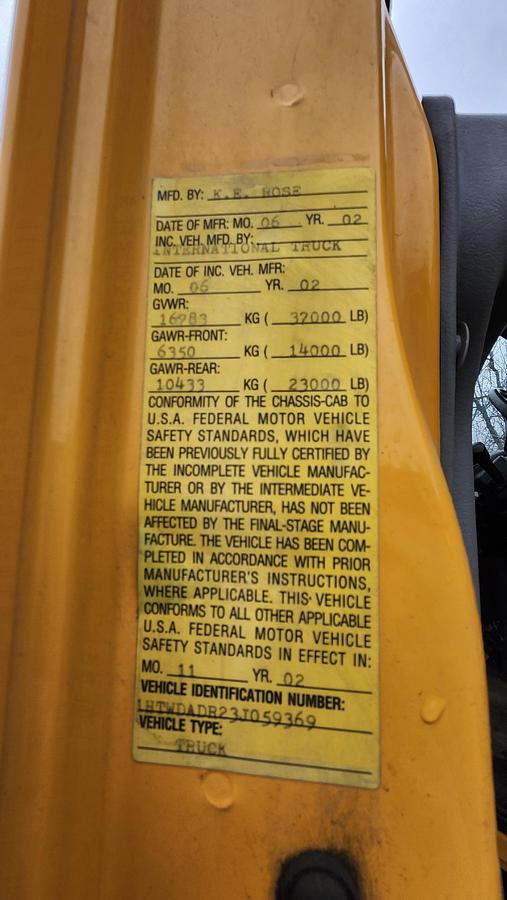 MFD. BY: K.E. ROSE
DATE OF MFR: MO. 06 YR. 02
INC. VEH. MFD. BY:
INTERNATIONAL TRUCK
DATE OF INC. VEH. MFR:
MO. 06 YR. 02
GVWR:
16783 KG ( 37000 LB)
GAWR-FRONT:
6350 KG ( 14000 LB)
GAWR-REAR:
10433 KG ( 23000 LB)
CONFORMITY OF THE CHASSIS-CAB TO
U.S.A. FEDERAL MOTOR VEHICLE
SAFETY STANDARDS, WHICH HAVE
BEEN PREVIOUSLY FULLY CERTIFIED BY
THE INCOMPLETE VEHICLE MANUFAC-
TURER OR BY THE INTERMEDIATE VE-
HICLE MANUFACTURER, HAS NOT BEEN
AFFECTED BY THE FINAL-STAGE MANU-
FACTURE. THE VEHICLE HAS BEEN COM-
PLETED IN ACCORDANCE WITH PRIOR
MANUFACTURER'S INSTRUCTIONS,
WHERE APPLICABLE. THIS VEHICLE
CONFORMS TO ALL OTHER APPLICABLE
U.S.A. FEDERAL MOTOR VEHICLE
SAFETY STANDARDS IN EFFECT IN:
MO. 11 YR. 02
VEHICLE IDENTIFICATION NUMBER:
1HTWDADR23J059369
VEHICLE TYPE:
TRUCK